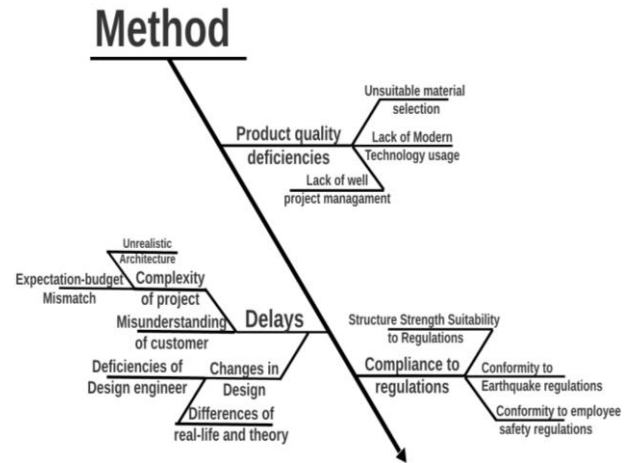 Method
Unsuitable material
selection
Product quality
deficiencies
Lack of Modern
Technology usage
Lack of well
project managament
Unrealistic
Architecture
Expectation-budget
Mismatch
Complexity
of project
Misunderstanding
of customer
Delays
Deficiencies of
Design engineer
Changes in
Design
Differences of
real-life and theory
Structure Strength Suitability
to Regulations
Compliance to
regulations
Conformity to
Earthquake regulations
Conformity to employee
safety regulations